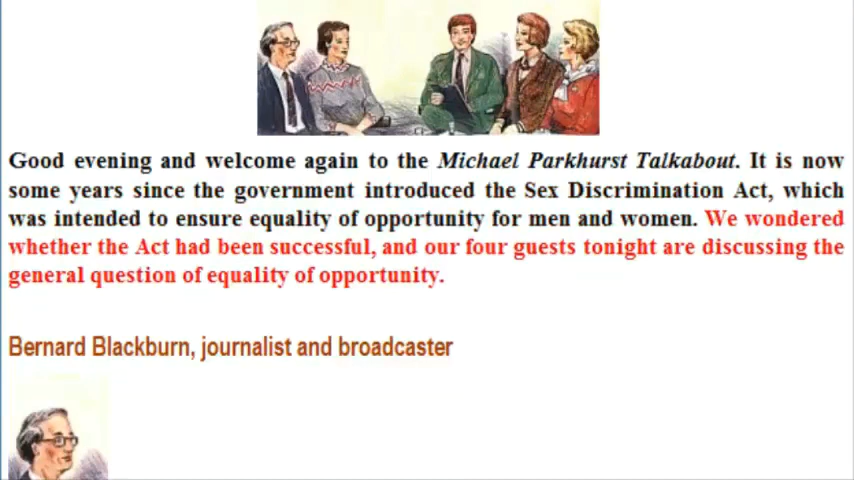 Good evening and welcome again to the Michael Parkhurst Talkabout. It is now
some years since the government introduced the Sex Discrimination Act, which
was intended to ensure equality of opportunity for men and women. We wondered
whether the Act had been successful, and our four guests tonight are discussing the
general question of equality of opportunity.
Bernard Blackburn, journalist and broadcaster